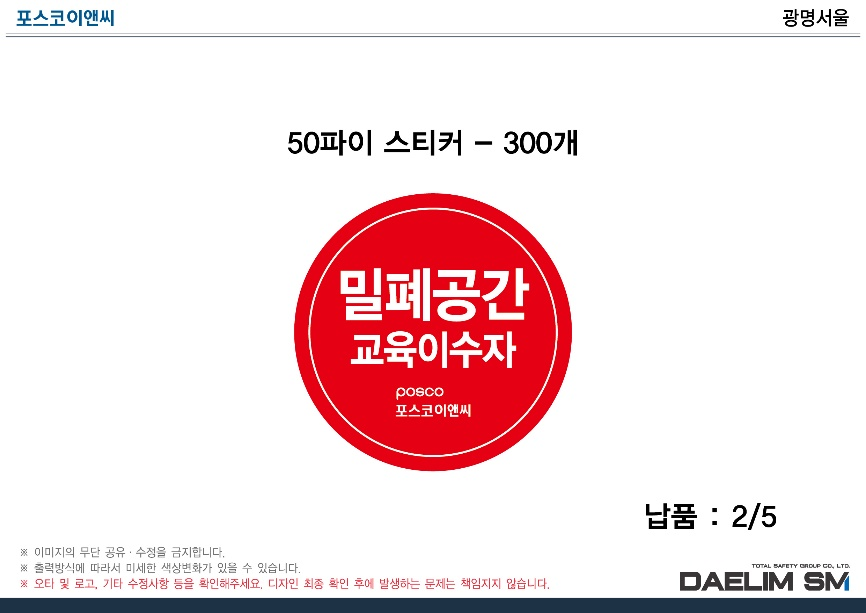 포스코이앤씨
광명서울
50파이 스티커 - 300개
밀폐공간
교육이수자
posco
포스코이앤씨
납품 : 2/5
※ 이미지의 무단 공유 · 수정을 금지합니다.
※ 출력방식에 따라서 미세한 색상변화가 있을 수 있습니다.
※ 오타 및 로고, 기타 수정사항 등을 확인해주세요. 디자인 최종 확인 후에 발생하는 문제는 책임지지 않습니다.
TOTAL SAFETY GROUP CO., LTD.
DAELIM SM